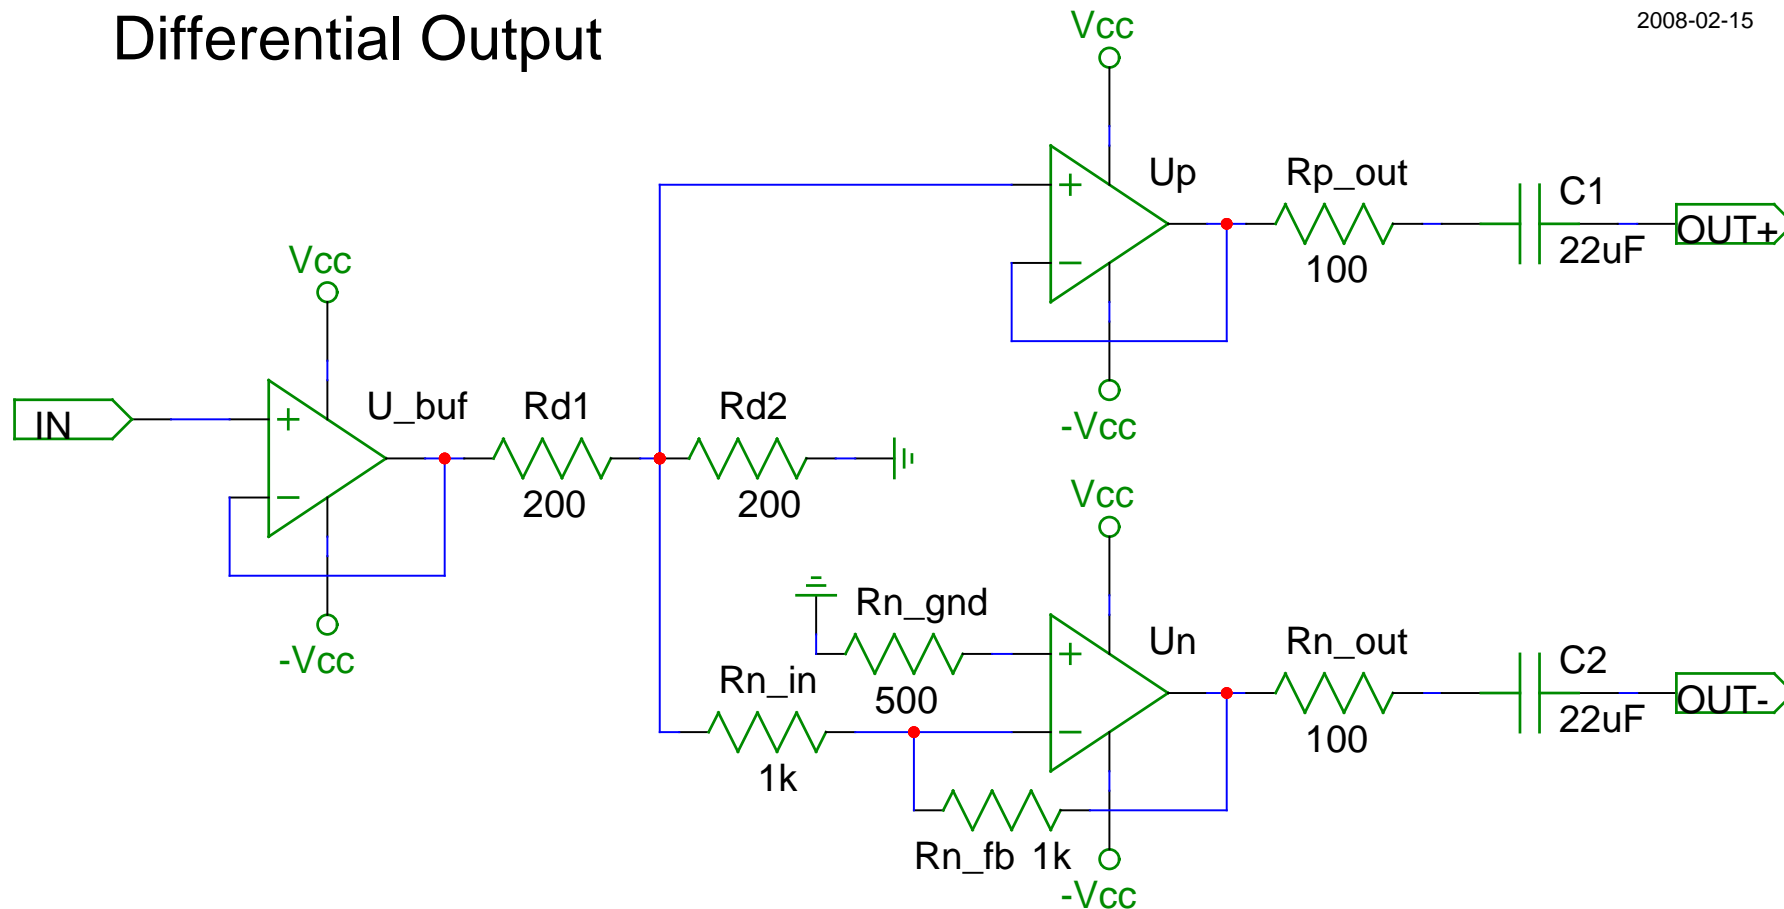 Differential Output
2008-02-15
Vcc
Up
Rp_out
100
C1
22uF
OUT+
-Vcc
Vcc
IN
U_buf
-Vcc
Rd1
200
Rd2
200
Vcc
Rn_gnd
500
Rn_in
1k
Un
Rn_fb 1k
-Vcc
Rn_out
100
C2
22uF
OUT-